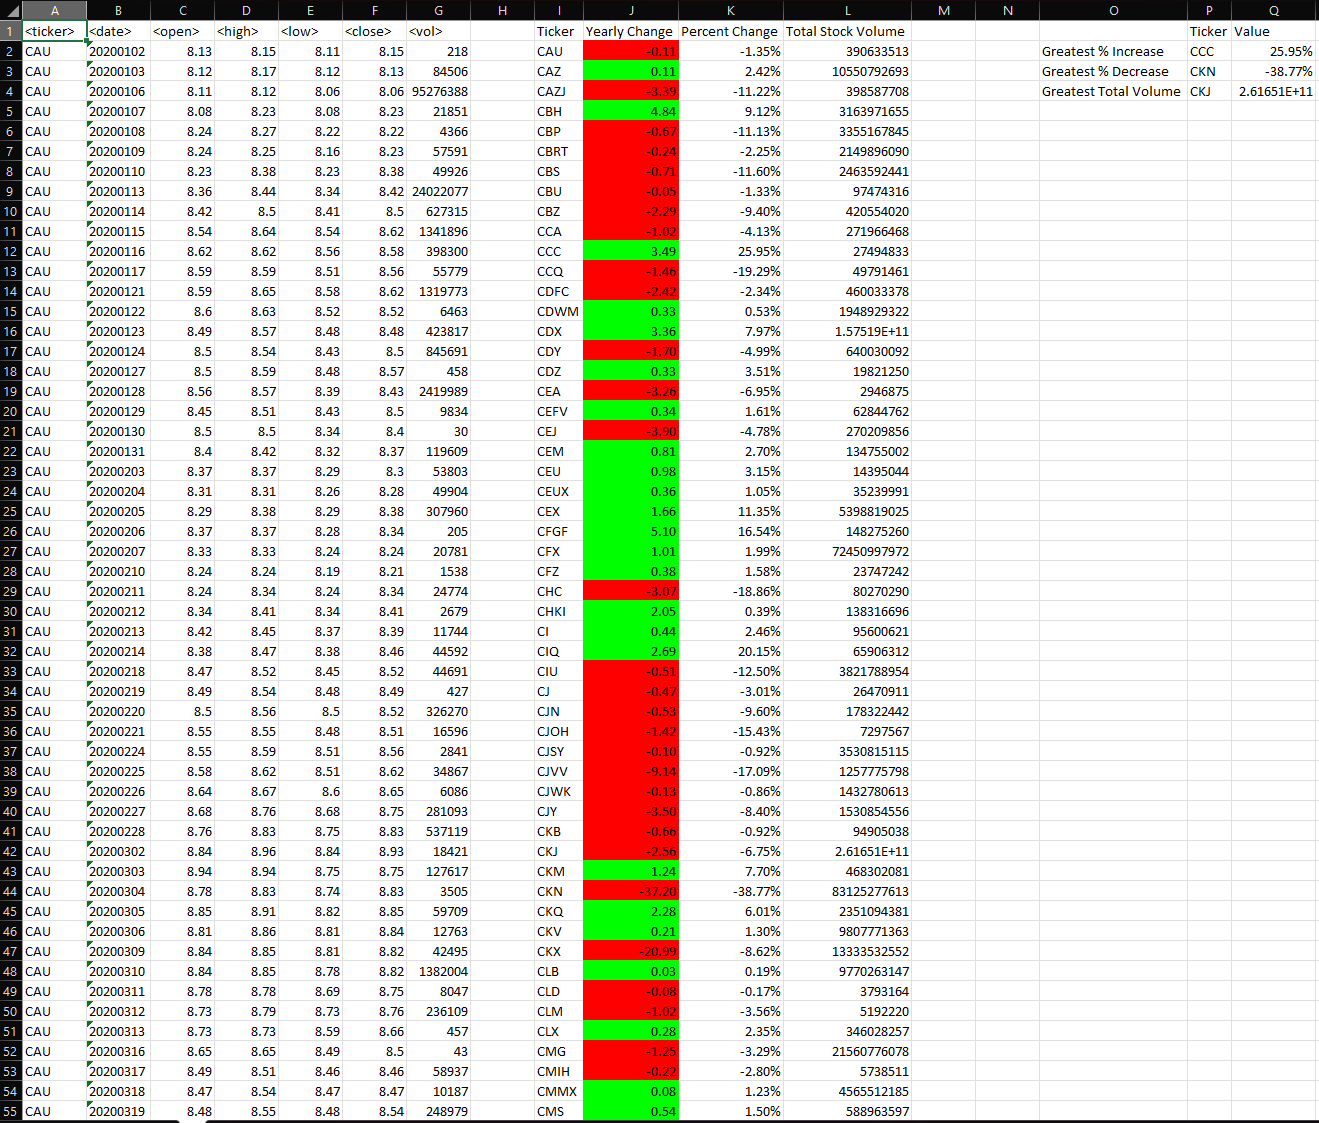 A B C D E F G H I J K L M N O P Q
1 <ticker> <date> <open> <high> <low> <close> <vol> Ticker Yearly Change Percent Change Total Stock Volume Ticker Value
2 CAU 20200102 8.13 8.15 8.11 8.15 218 CAU -0.11 -1.35% 390633513 Greatest % Increase CCC 25.95%
3 CAU 20200103 8.12 8.17 8.12 8.13 84506 CAZ 0.11 2.42% 10550792693 Greatest % Decrease CKN -38.77%
4 CAU 20200106 8.11 8.12 8.06 8.06 95276388 CAZJ -3.39 -11.22% 398587708 Greatest Total Volume CKJ 2.61651E+11
5 CAU 20200107 8.08 8.23 8.08 8.23 21851 CBH 4.84 9.12% 3163971655
6 CAU 20200108 8.24 8.27 8.22 8.22 4366 CBP -0.67 -11.13% 3355167845
7 CAU 20200109 8.24 8.25 8.16 8.23 57591 CBRT -0.24 -2.25% 2149896090
8 CAU 20200110 8.23 8.38 8.23 8.38 49926 CBS -0.71 -11.60% 2463592441
9 CAU 20200113 8.36 8.44 8.34 8.42 24022077 CBU -0.05 -1.33% 97474316
10 CAU 20200114 8.42 8.5 8.41 8.5 627315 CBZ -2.29 -9.40% 420554020
11 CAU 20200115 8.54 8.64 8.54 8.62 1341896 CCA -1.02 -4.13% 271966468
12 CAU 20200116 8.62 8.62 8.56 8.58 398300 CCC 3.49 25.95% 27494833
13 CAU 20200117 8.59 8.59 8.51 8.56 55779 CCQ -1.46 -19.29% 49791461
14 CAU 20200121 8.59 8.65 8.58 8.62 1319773 CDFC -2.42 -2.34% 460033378
15 CAU 20200122 8.6 8.63 8.52 8.52 6463 CDWM 0.33 0.53% 1948929322
16 CAU 20200123 8.49 8.57 8.48 8.48 423817 CDX 3.36 7.97% 1.57519E+11
17 CAU 20200124 8.5 8.54 8.43 8.5 845691 CDY -1.70 -4.99% 640030092
18 CAU 20200127 8.5 8.59 8.48 8.57 458 CDZ 0.33 3.51% 19821250
19 CAU 20200128 8.56 8.57 8.39 8.43 2419989 CEA -3.26 -6.95% 2946875
20 CAU 20200129 8.45 8.51 8.43 8.5 9834 CEFV 0.34 1.61% 62844762
21 CAU 20200130 8.5 8.5 8.34 8.4 30 CEJ -3.90 -4.78% 270209856
22 CAU 20200131 8.4 8.42 8.32 8.37 119609 CEM 0.81 2.70% 134755002
23 CAU 20200203 8.37 8.37 8.29 8.3 53803 CEU 0.98 3.15% 14395044
24 CAU 20200204 8.31 8.31 8.26 8.28 49904 CEUX 0.36 1.05% 35239991
25 CAU 20200205 8.29 8.38 8.29 8.38 307960 CEX 1.66 11.35% 5398819025
26 CAU 20200206 8.37 8.37 8.28 8.34 205 CFGF 5.10 16.54% 148275260
27 CAU 20200207 8.33 8.33 8.24 8.24 20781 CFX 1.01 1.99% 72450997972
28 CAU 20200210 8.24 8.24 8.19 8.21 1538 CFZ 0.38 1.58% 23747242
29 CAU 20200211 8.24 8.34 8.24 8.34 24774 CHC -3.07 -18.86% 80270290
30 CAU 20200212 8.34 8.41 8.34 8.41 2679 CHKI 2.05 0.39% 138316696
31 CAU 20200213 8.42 8.45 8.37 8.39 11744 CI 0.44 2.46% 95600621
32 CAU 20200214 8.38 8.47 8.38 8.46 44592 CIQ 2.69 20.15% 65906312
33 CAU 20200218 8.47 8.52 8.45 8.52 44691 CIU -0.51 -12.50% 3821788954
34 CAU 20200219 8.49 8.54 8.48 8.49 427 CJ -0.47 -3.01% 26470911
35 CAU 20200220 8.5 8.56 8.5 8.52 326270 CJN -0.53 -9.60% 178322442
36 CAU 20200221 8.55 8.55 8.48 8.51 16596 CJOH -1.42 -15.43% 7297567
37 CAU 20200224 8.55 8.59 8.51 8.56 2841 CJSY -0.10 -0.92% 3530815115
38 CAU 20200225 8.58 8.62 8.51 8.62 34867 CJVV -9.14 -17.09% 1257775798
39 CAU 20200226 8.64 8.67 8.6 8.65 6086 CJWK -0.13 -0.86% 1432780613
40 CAU 20200227 8.68 8.76 8.68 8.75 281093 CJY -3.50 -8.40% 1530854556
41 CAU 20200228 8.76 8.83 8.75 8.83 537119 CKB -0.66 -0.92% 94905038
42 CAU 20200302 8.84 8.96 8.84 8.93 18421 CKJ -2.56 -6.75% 2.61651E+11
43 CAU 20200303 8.94 8.94 8.75 8.75 127617 CKM 1.24 7.70% 468302081
44 CAU 20200304 8.78 8.83 8.74 8.83 3505 CKN -37.20 -38.77% 83125277613
45 CAU 20200305 8.85 8.91 8.82 8.85 59709 CKQ 2.28 6.01% 2351094381
46 CAU 20200306 8.81 8.86 8.81 8.84 12763 CKV 0.21 1.30% 9807771363
47 CAU 20200309 8.84 8.85 8.81 8.82 42495 CKX -20.99 -8.62% 13333532552
48 CAU 20200310 8.84 8.85 8.78 8.82 1382004 CLB 0.03 0.19% 9770263147
49 CAU 20200311 8.78 8.78 8.69 8.75 8047 CLD -0.08 -0.17% 3793164
50 CAU 20200312 8.73 8.79 8.73 8.76 236109 CLM -1.02 -3.56% 5192220
51 CAU 20200313 8.73 8.73 8.59 8.66 457 CLX 0.28 2.35% 346028257
52 CAU 20200316 8.65 8.65 8.49 8.5 43 CMG -1.25 -3.29% 21560776078
53 CAU 20200317 8.49 8.51 8.46 8.46 58937 CMIH -0.22 -2.80% 5738511
54 CAU 20200318 8.47 8.54 8.47 8.47 10187 CMMX 0.08 1.23% 4565512185
55 CAU 20200319 8.48 8.55 8.48 8.54 248979 CMS 0.54 1.50% 588963597